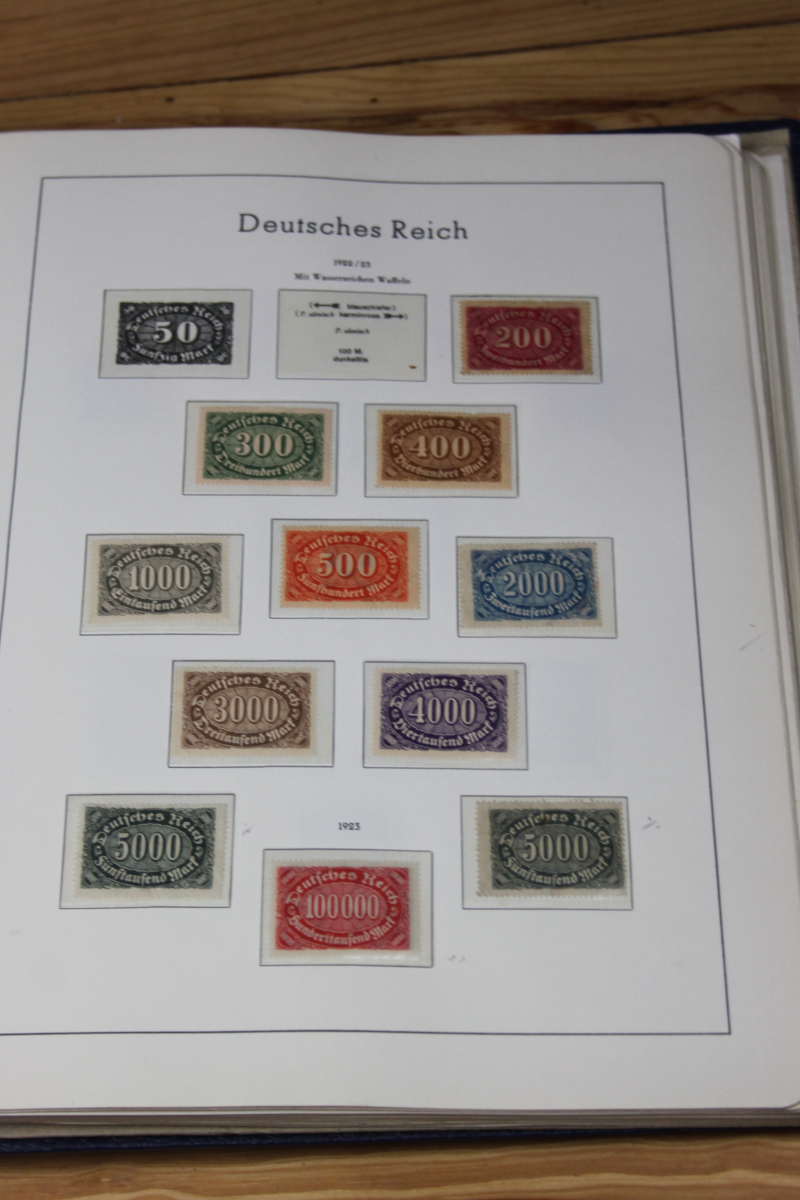 Deutsches Reich
1922/23
Mit Wasserzeichen Waffeln
Deutsches Reich
50
Fünfzig Mark
100 M.
dunkellila
200
Deutsches Reich
300
Dreihundert Mark
Deutsches Reich
400
Vierhundert Mark
Deutsches Reich
1000
Eintausend Mark
Deutsches Reich
500
Fünfhundert Mark
Deutsches Reich
2000
Zweitausend Mark
Deutsches Reich
3000
Dreitausend Mark
Deutsches Reich
4000
Viertausend Mark
1923
Deutsches Reich
5000
Fünftausend Mark
Deutsches Reich
100000
Hunderttausend Mark
Deutsches Reich
5000
Fünftausend Mark